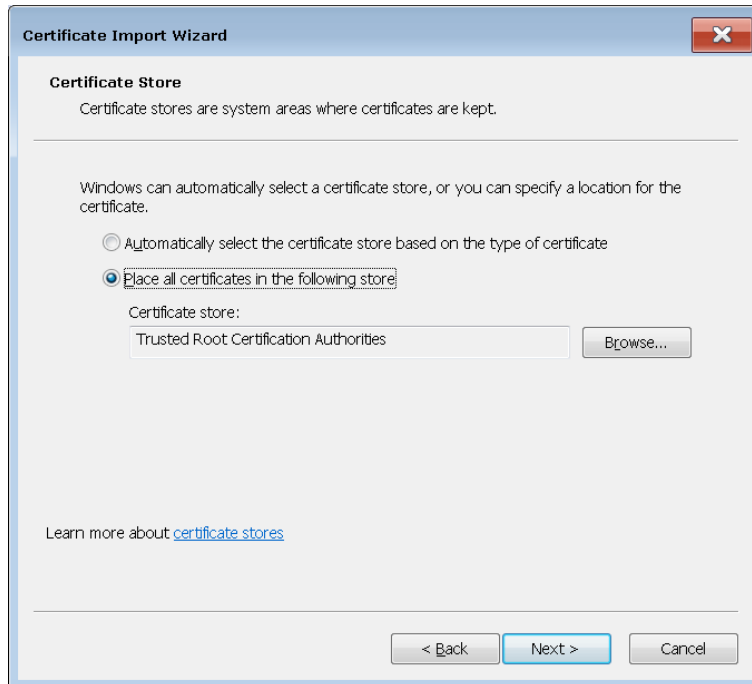 Certificate Import Wizard
Certificate Store
Certificate stores are system areas where certificates are kept.
Windows can automatically select a certificate store, or you can specify a location for the
certificate.
Automatically select the certificate store based on the type of certificate
Place all certificates in the following store
Certificate store:
Trusted Root Certification Authorities
Browse...
Learn more about certificate stores
< Back
Next >
Cancel